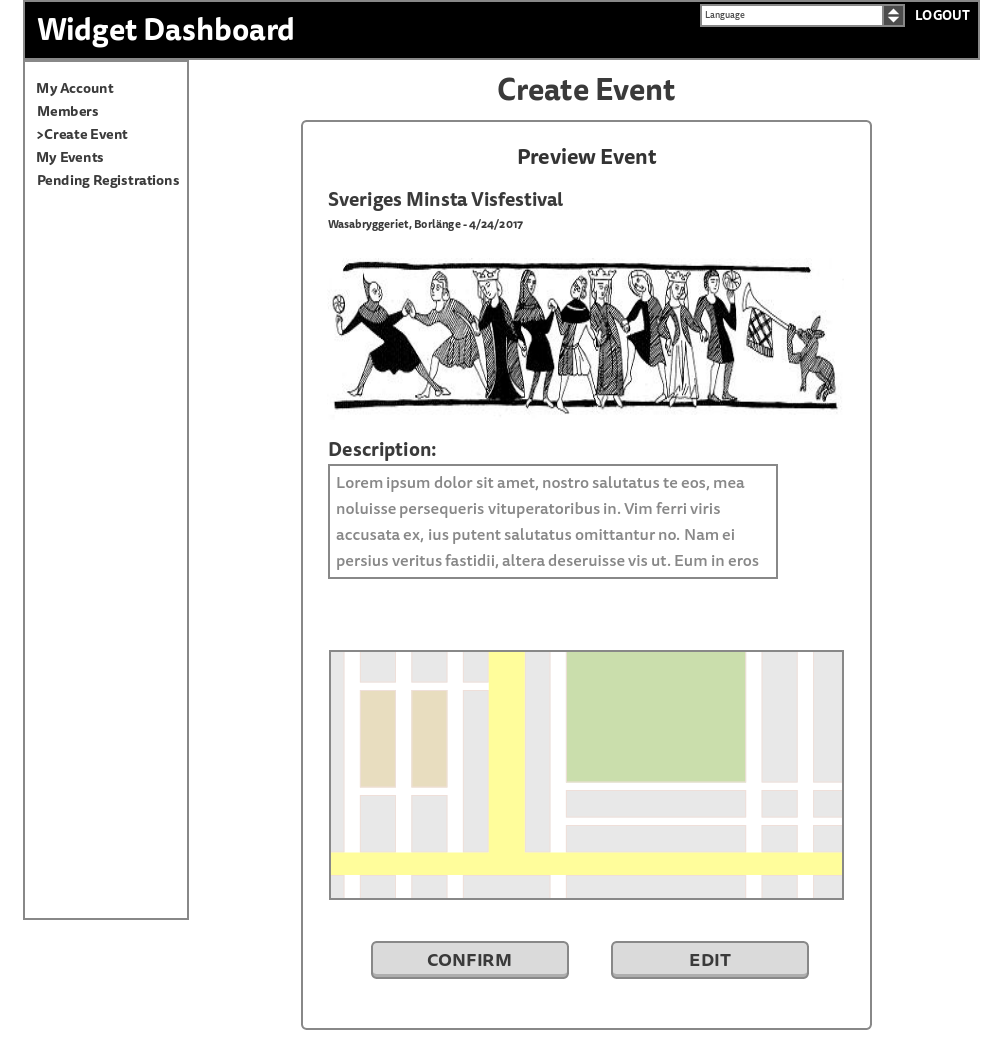 Widget Dashboard
Language
LOGOUT
My Account
Members
>Create Event
My Events
Pending Registrations
Create Event
Preview Event
Sveriges Minsta Visfestival
Wasabryggeriet, Borlänge - 4/24/2017
Description:
Lorem ipsum dolor sit amet, nostro salutatus te eos, mea
noluisse persequeris vituperatoribus in. Vim ferri viris
accusata ex, ius putent salutatus omittantur no. Nam ei
persius veritus fastidii, altera deseruisse vis ut. Eum in eros
CONFIRM
EDIT